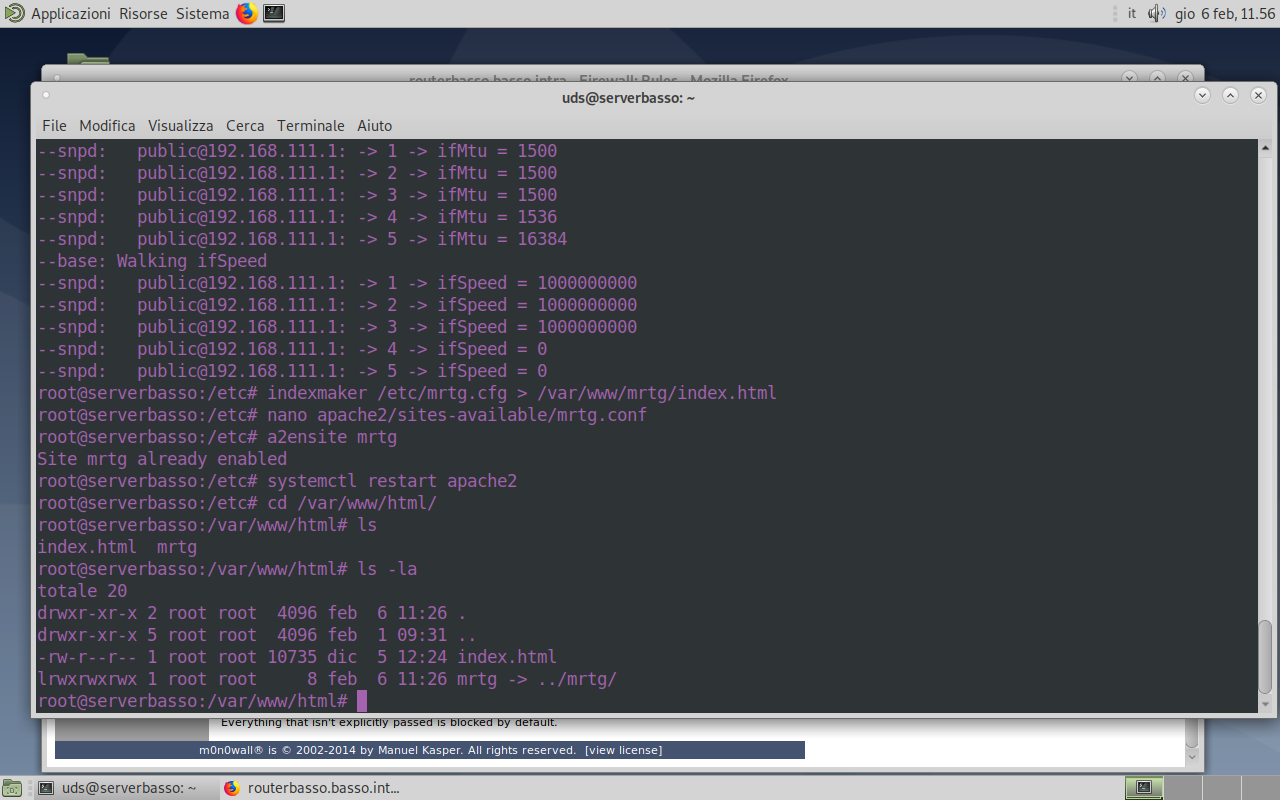 Applicazioni Risorse Sistema it gio 6 feb, 11.56
routerbasso.basso.intra - Firewall: Rules - Mozilla Firefox
uds@serverbasso: ~
File Modifica Visualizza Cerca Terminale Aiuto
--snpd:   public@192.168.111.1: -> 1 -> ifMtu = 1500
--snpd:   public@192.168.111.1: -> 2 -> ifMtu = 1500
--snpd:   public@192.168.111.1: -> 3 -> ifMtu = 1500
--snpd:   public@192.168.111.1: -> 4 -> ifMtu = 1536
--snpd:   public@192.168.111.1: -> 5 -> ifMtu = 16384
--base: Walking ifSpeed
--snpd:   public@192.168.111.1: -> 1 -> ifSpeed = 1000000000
--snpd:   public@192.168.111.1: -> 2 -> ifSpeed = 1000000000
--snpd:   public@192.168.111.1: -> 3 -> ifSpeed = 1000000000
--snpd:   public@192.168.111.1: -> 4 -> ifSpeed = 0
--snpd:   public@192.168.111.1: -> 5 -> ifSpeed = 0
root@serverbasso:/etc# indexmaker /etc/mrtg.cfg > /var/www/mrtg/index.html
root@serverbasso:/etc# nano apache2/sites-available/mrtg.conf
root@serverbasso:/etc# a2ensite mrtg
Site mrtg already enabled
root@serverbasso:/etc# systemctl restart apache2
root@serverbasso:/etc# cd /var/www/html/
root@serverbasso:/var/www/html# ls
index.html  mrtg
root@serverbasso:/var/www/html# ls -la
totale 20
drwxr-xr-x 2 root root  4096 feb  6 11:26 .
drwxr-xr-x 5 root root  4096 feb  1 09:31 ..
-rw-r--r-- 1 root root 10735 dic  5 12:24 index.html
lrwxrwxrwx 1 root root     8 feb  6 11:26 mrtg -> ../mrtg/
root@serverbasso:/var/www/html#
Everything that isn't explicitly passed is blocked by default.
m0n0wall® is © 2002-2014 by Manuel Kasper. All rights reserved. [view license]
uds@serverbasso: ~ routerbasso.basso.int...